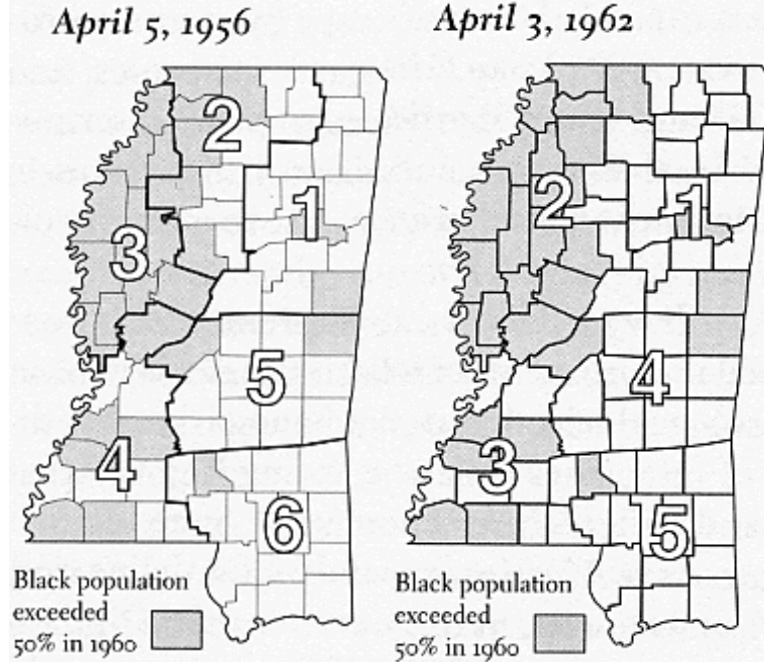 April 5, 1956
April 3, 1962
2
1
3
5
4
6
Black population
exceeded
50% in 1960
2
1
4
3
5
Black population
exceeded
50% in 1960